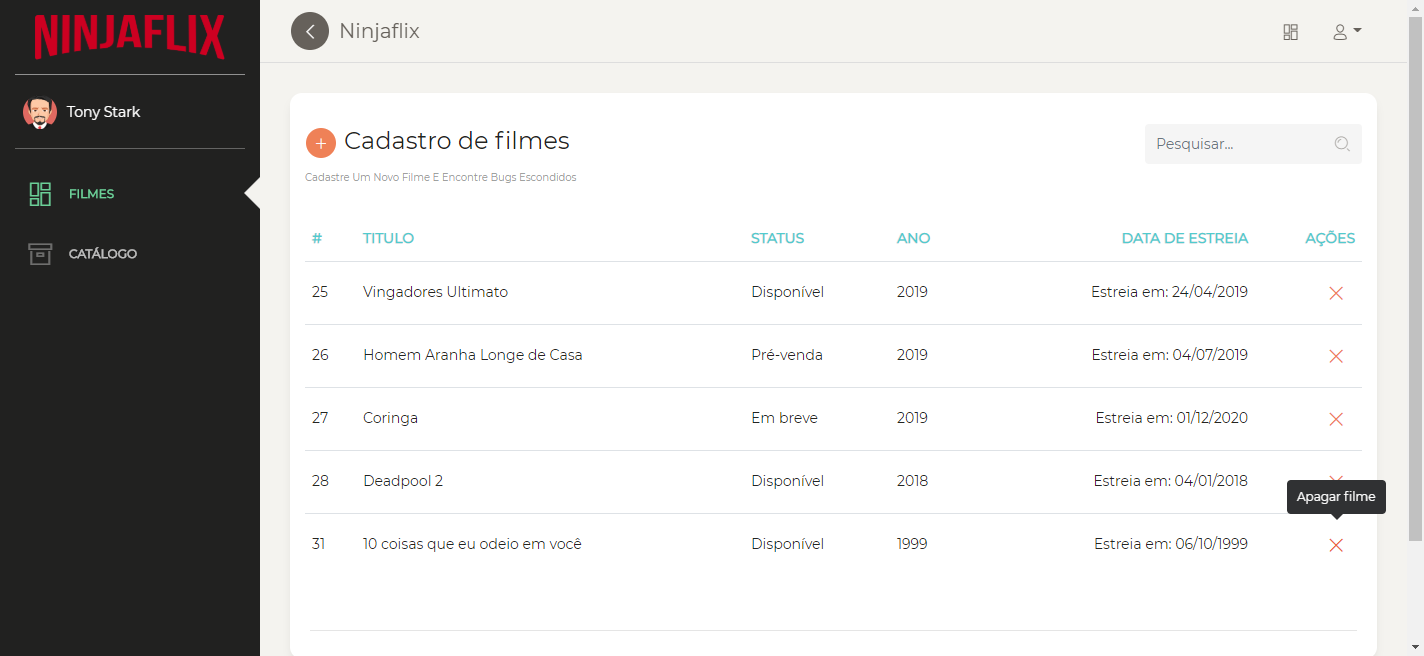 NINJAFLIX
Tony Stark
FILMES
CATÁLOGO
Ninjaflix
Cadastro de filmes
Pesquisar...
Cadastre Um Novo Filme E Encontre Bugs Escondidos
# TITULO STATUS ANO DATA DE ESTREIA AÇÕES
25 Vingadores Ultimato Disponível 2019 Estreia em: 24/04/2019
26 Homem Aranha Longe de Casa Pré-venda 2019 Estreia em: 04/07/2019
27 Coringa Em breve 2019 Estreia em: 01/12/2020
28 Deadpool 2 Disponível 2018 Estreia em: 04/01/2018
Apagar filme
31 10 coisas que eu odeio em você Disponível 1999 Estreia em: 06/10/1999